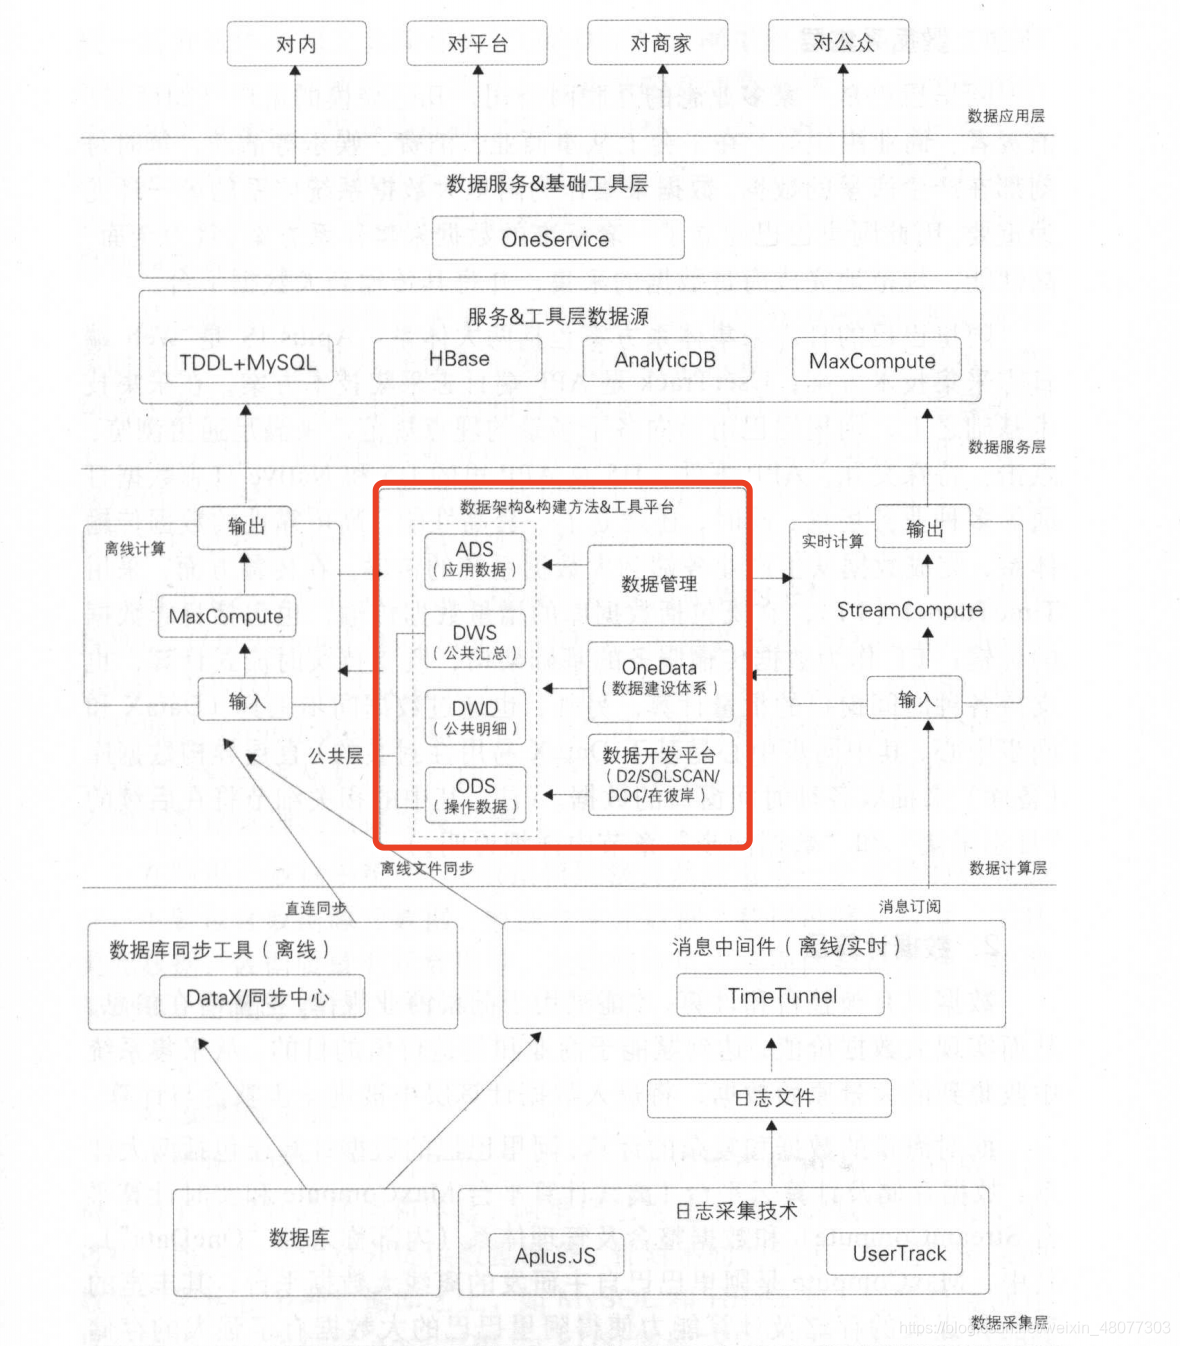 对内
对平台
对商家
对公众
数据应用层
数据服务&基础工具层
OneService
服务&工具层数据源
TDDL+MySQL
HBase
AnalyticDB
MaxCompute
数据服务层
离线计算
输出
MaxCompute
输入
数据架构&构建方法&工具平台
ADS
（应用数据）
DWS
（公共汇总）
DWD
（公共明细）
ODS
（操作数据）
公共层
数据管理
OneData
（数据建设体系）
数据开发平台
（D2/SQLSCAN/
DQC/在彼岸）
实时计算
输出
StreamCompute
输入
离线文件同步
数据计算层
直连同步
消息订阅
数据库同步工具（离线）
DataX/同步中心
消息中间件（离线/实时）
TimeTunnel
日志文件
数据库
日志采集技术
Aplus.JS
UserTrack
数据采集层